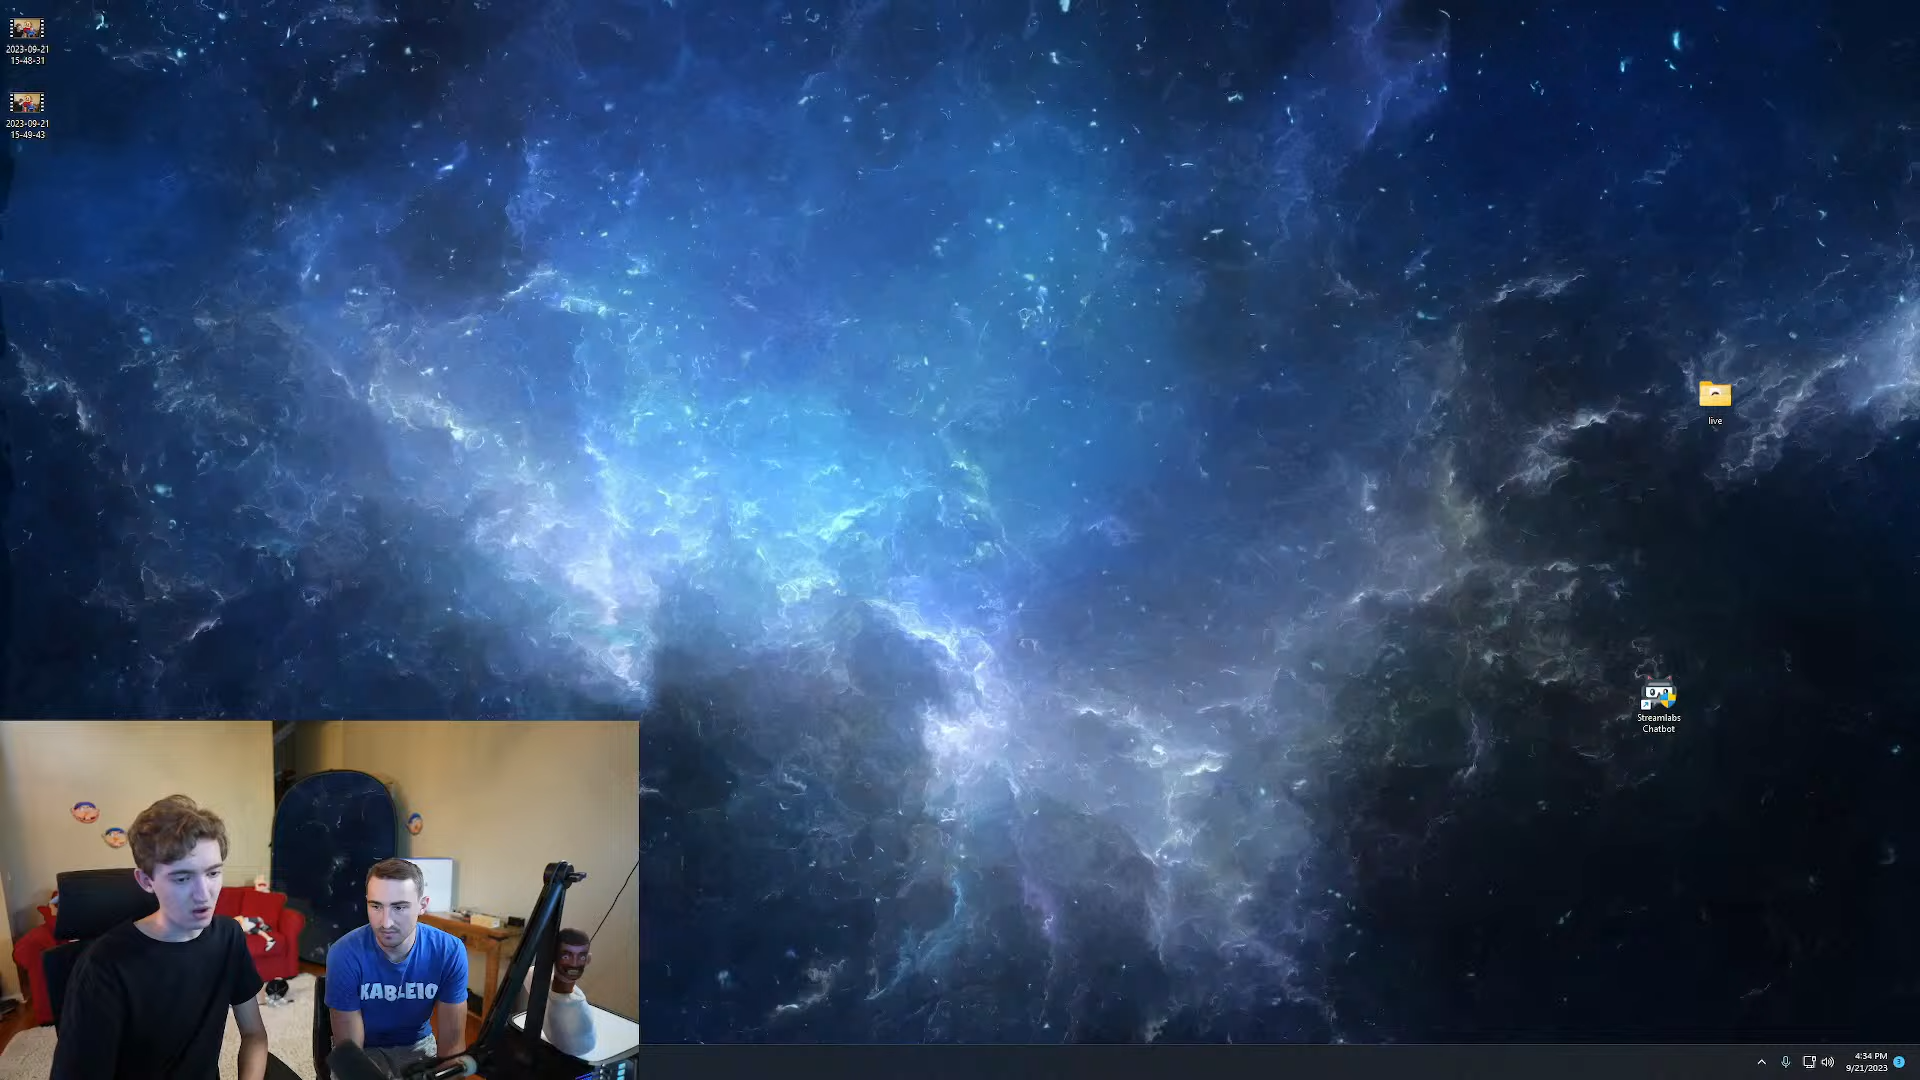 2023-09-21
15-48-31
2023-09-21
15-49-43
live
Streamlabs
Chatbot
KABLEIO
4:34 PM
9/21/2023
3